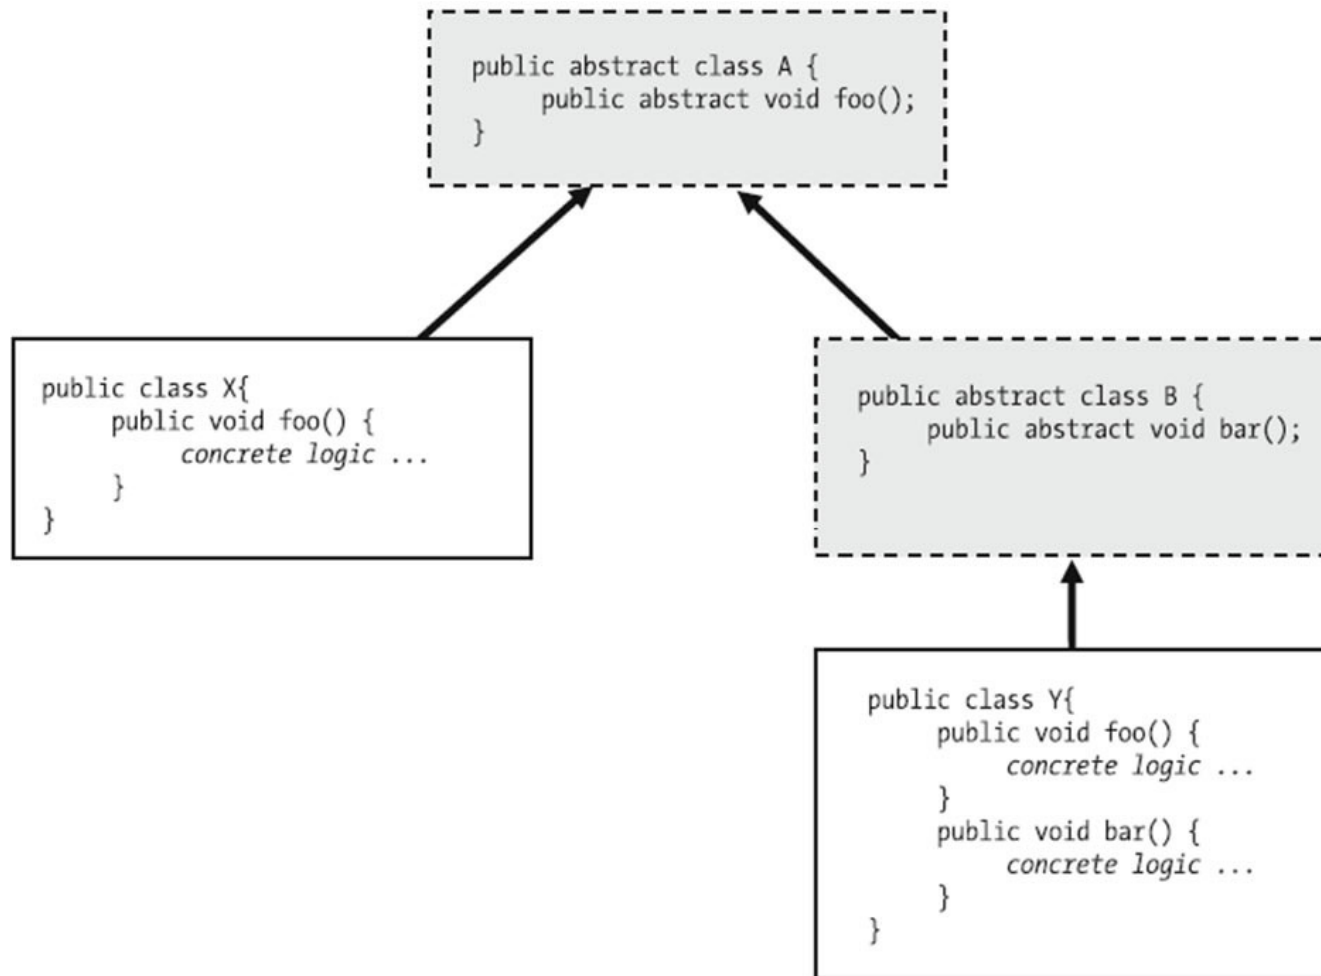 public abstract class A {
public abstract void foo();
}
public class X{
public void foo() {
concrete logic ...
}
}
public abstract class B {
public abstract void bar();
}
public class Y{
public void foo() {
concrete logic ...
}
public void bar() {
concrete logic ...
}
}